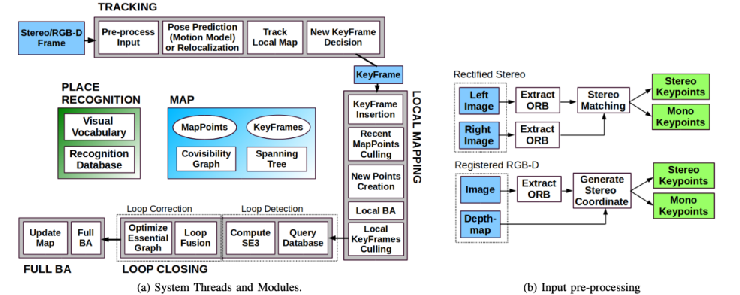 TRACKING
Stereo/RGB-D
Frame
Pre-process
Input
Pose Prediction
(Motion Model)
or Relocalization
Track
Local Map
New KeyFrame
Decision
KeyFrame
PLACE
RECOGNITION
Visual
Vocabulary
Recognition
Database
MAP
MapPoints
KeyFrames
Covisibility
Graph
Spanning
Tree
LOCAL MAPPING
KeyFrame
Insertion
Recent
MapPoints
Culling
New Points
Creation
Local BA
Local
KeyFrames
Culling
Loop Correction
Loop Detection
Update
Map
Full
BA
Optimize
Essential
Graph
Loop
Fusion
Compute
SE3
Query
Database
FULL BA
LOOP CLOSING
(a) System Threads and Modules.
Rectified Stereo
Left
Image
Extract
ORB
Stereo
Matching
Stereo
Keypoints
Mono
Keypoints
Right
Image
Extract
ORB
Registered RGB-D
Image
Extract
ORB
Generate
Stereo
Coordinate
Stereo
Keypoints
Mono
Keypoints
Depth-
map
(b) Input pre-processing